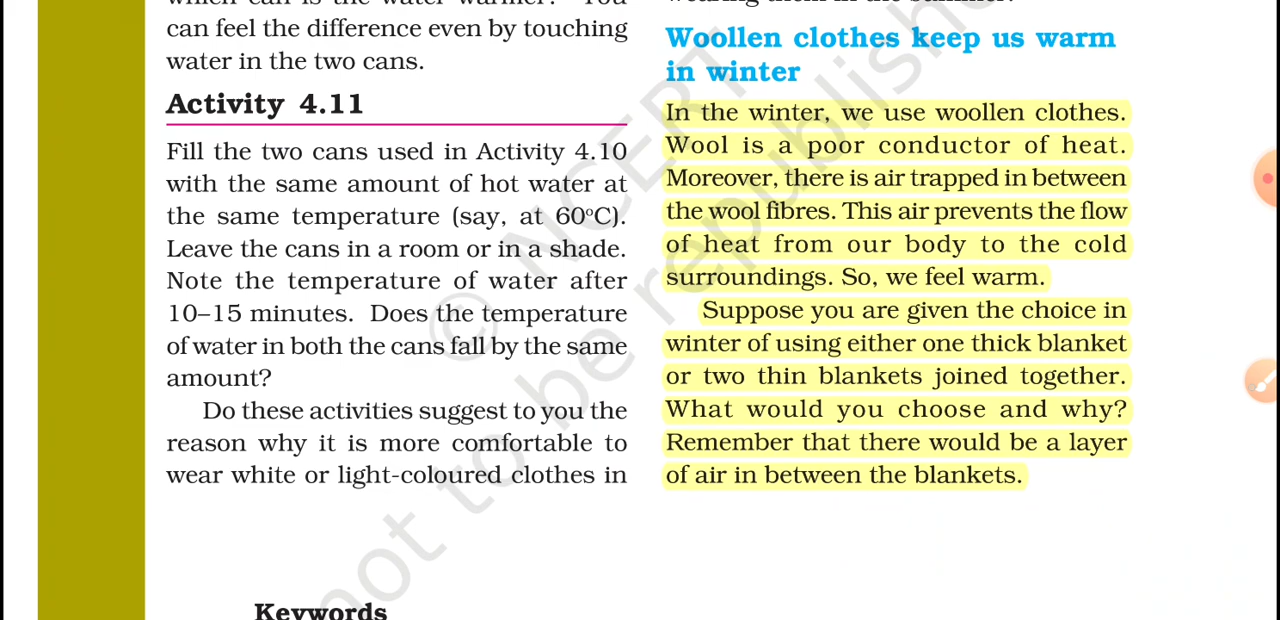 can feel the difference even by touching
water in the two cans.
Activity 4.11
Fill the two cans used in Activity 4.10
with the same amount of hot water at
the same temperature (say, at 60°C).
Leave the cans in a room or in a shade.
Note the temperature of water after
10–15 minutes. Does the temperature
of water in both the cans fall by the same
amount?
Do these activities suggest to you the
reason why it is more comfortable to
wear white or light-coloured clothes in
Woollen clothes keep us warm
in winter
In the winter, we use woollen clothes.
Wool is a poor conductor of heat.
Moreover, there is air trapped in between
the wool fibres. This air prevents the flow
of heat from our body to the cold
surroundings. So, we feel warm.
Suppose you are given the choice in
winter of using either one thick blanket
or two thin blankets joined together.
What would you choose and why?
Remember that there would be a layer
of air in between the blankets.
Keywords
© NCERT
not to be republished